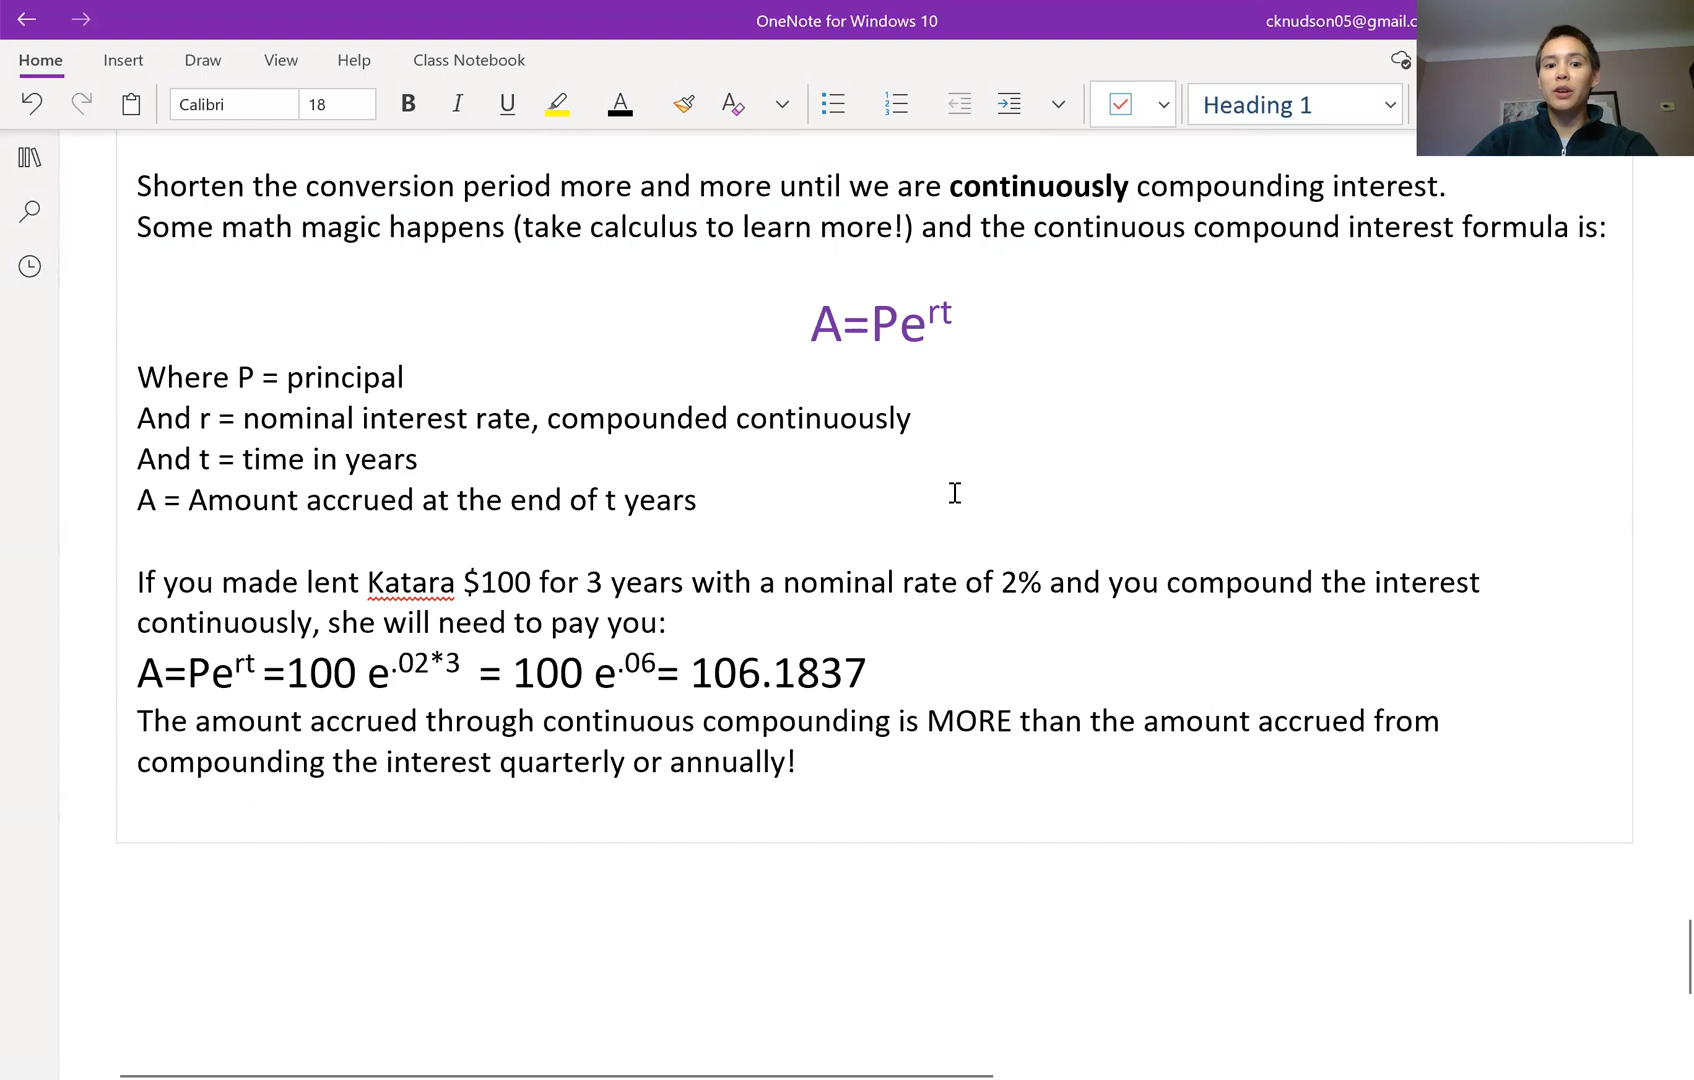 OneNote for Windows 10
cknudson05@gmail.c
Home Insert Draw View Help Class Notebook
Calibri 18 B I U A A Heading 1
Shorten the conversion period more and more until we are continuously compounding interest.
Some math magic happens (take calculus to learn more!) and the continuous compound interest formula is:
A=Pe^rt
Where P = principal
And r = nominal interest rate, compounded continuously
And t = time in years
A = Amount accrued at the end of t years
If you made lent Katara $100 for 3 years with a nominal rate of 2% and you compound the interest
continuously, she will need to pay you:
A=Pe^rt =100 e^.02*3 = 100 e^.06= 106.1837
The amount accrued through continuous compounding is MORE than the amount accrued from
compounding the interest quarterly or annually!